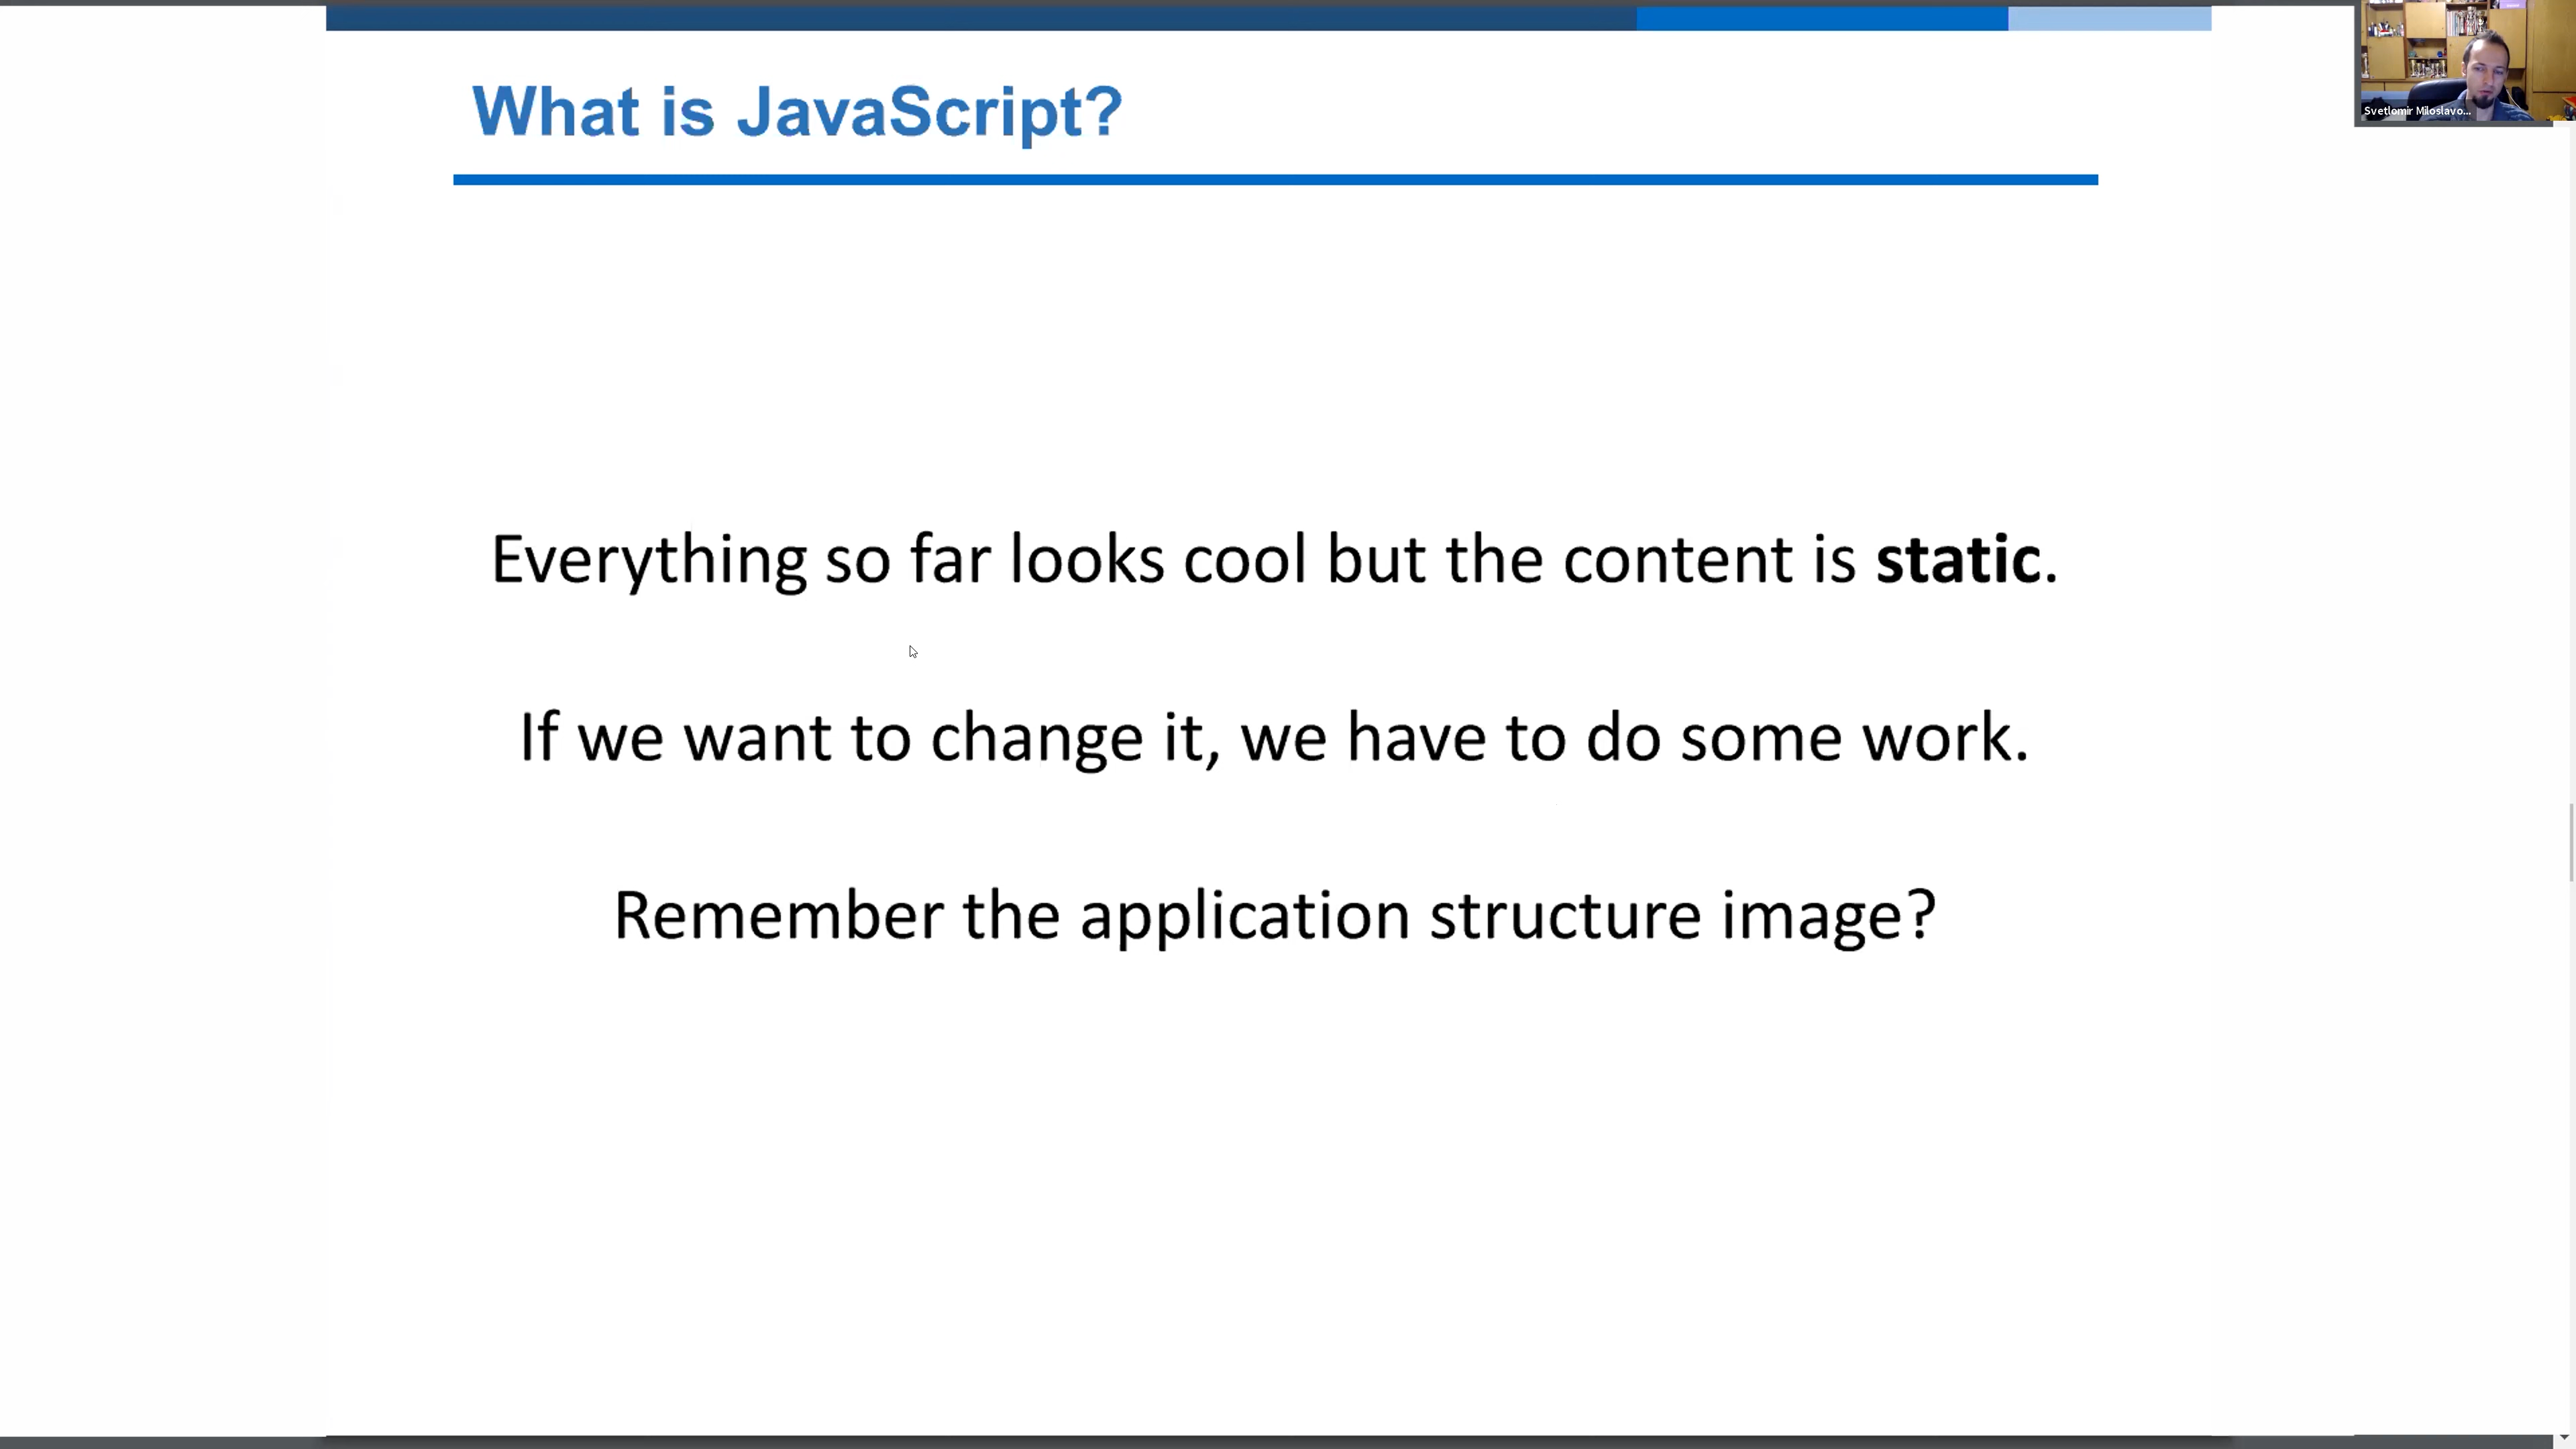 What is JavaScript?
Svetlomir Miloslavo...
Everything so far looks cool but the content is static.
If we want to change it, we have to do some work.
Remember the application structure image?